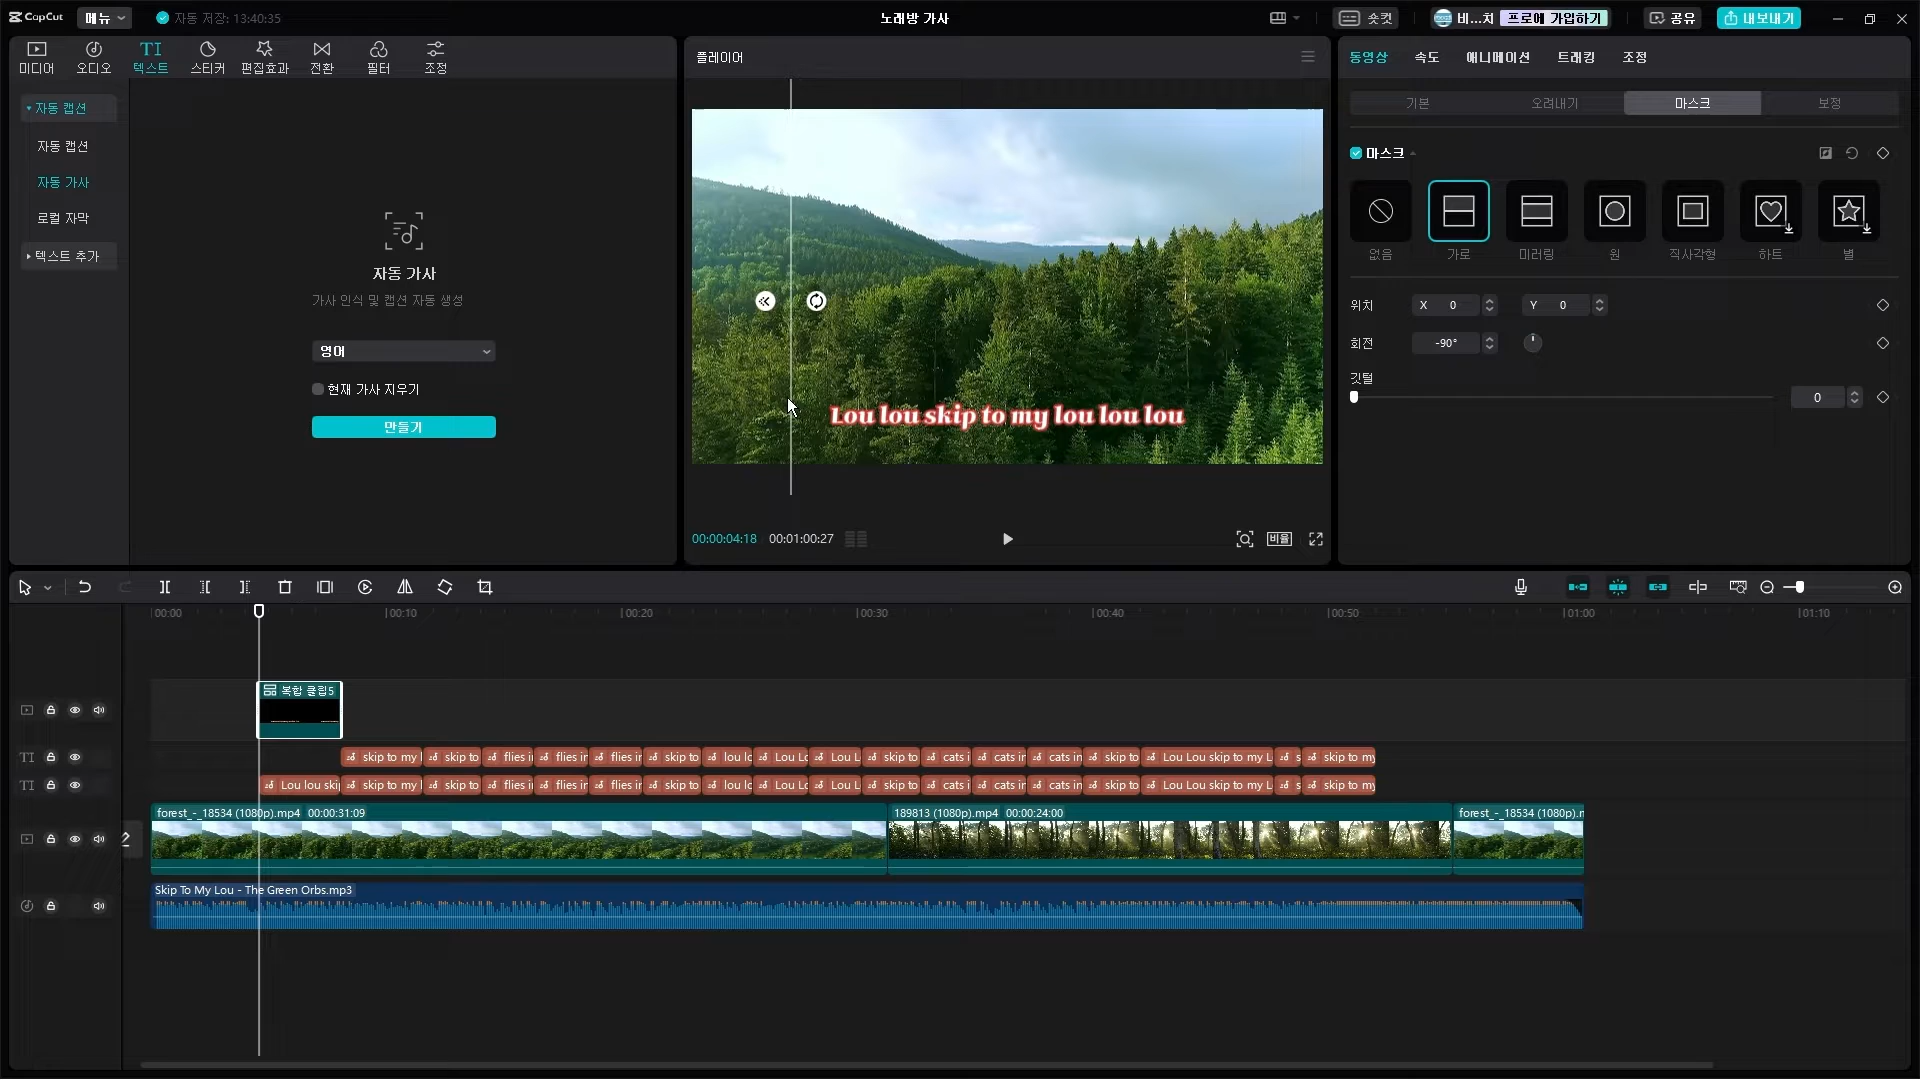 CapCut
메뉴
자동 저장: 13:40:35
노래방 가사
숏컷
비...치
프로에 가입하기
공유
내보내기
미디어
오디오
텍스트
스티커
편집효과
전환
필터
조정
자동 캡션
자동 캡션
자동 가사
로컬 자막
텍스트 추가
자동 가사
가사 인식 및 캡션 자동 생성
영어
현재 가사 지우기
만들기
플레이어
Lou lou skip to my lou lou lou
00:00:04:18
00:01:00:27
비율
동영상
속도
애니메이션
트래킹
조정
기본
오려내기
마스크
보정
마스크
없음
가로
미러링
원
직사각형
하트
별
위치
X 0
Y 0
회전
-90°
깃털
0
00:00
00:10
00:20
00:30
00:40
00:50
01:00
01:10
복합 클립5
TI skip to my skip to flies in flies in flies in skip to lou lo Lou Lo Lou L skip to cats i cats in cats in skip to Lou Lou skip to my L s skip to my
TI Lou lou skip skip to my skip to flies in flies in flies in skip to lou lo Lou Lo Lou L skip to cats i cats in cats in skip to Lou Lou skip to my L s skip to my
forest_-_18534 (1080p).mp4 00:00:31:09
189813 (1080p).mp4 00:00:24:00
forest_-_18534 (1080p).m
Skip To My Lou - The Green Orbs.mp3